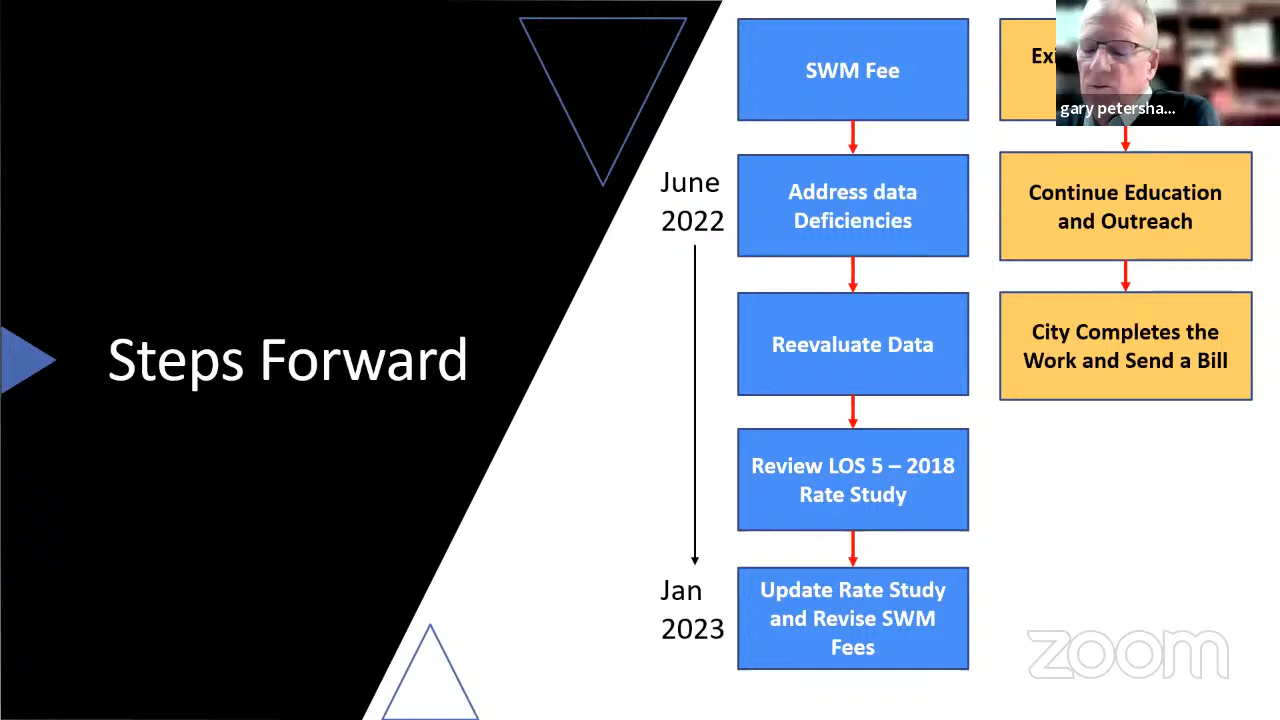 Steps Forward
June
2022
Jan
2023
SWM Fee
Address data
Deficiencies
Reevaluate Data
Review LOS 5 – 2018
Rate Study
Update Rate Study
and Revise SWM
Fees
Continue Education
and Outreach
City Completes the
Work and Send a Bill
gary petersha...
zoom